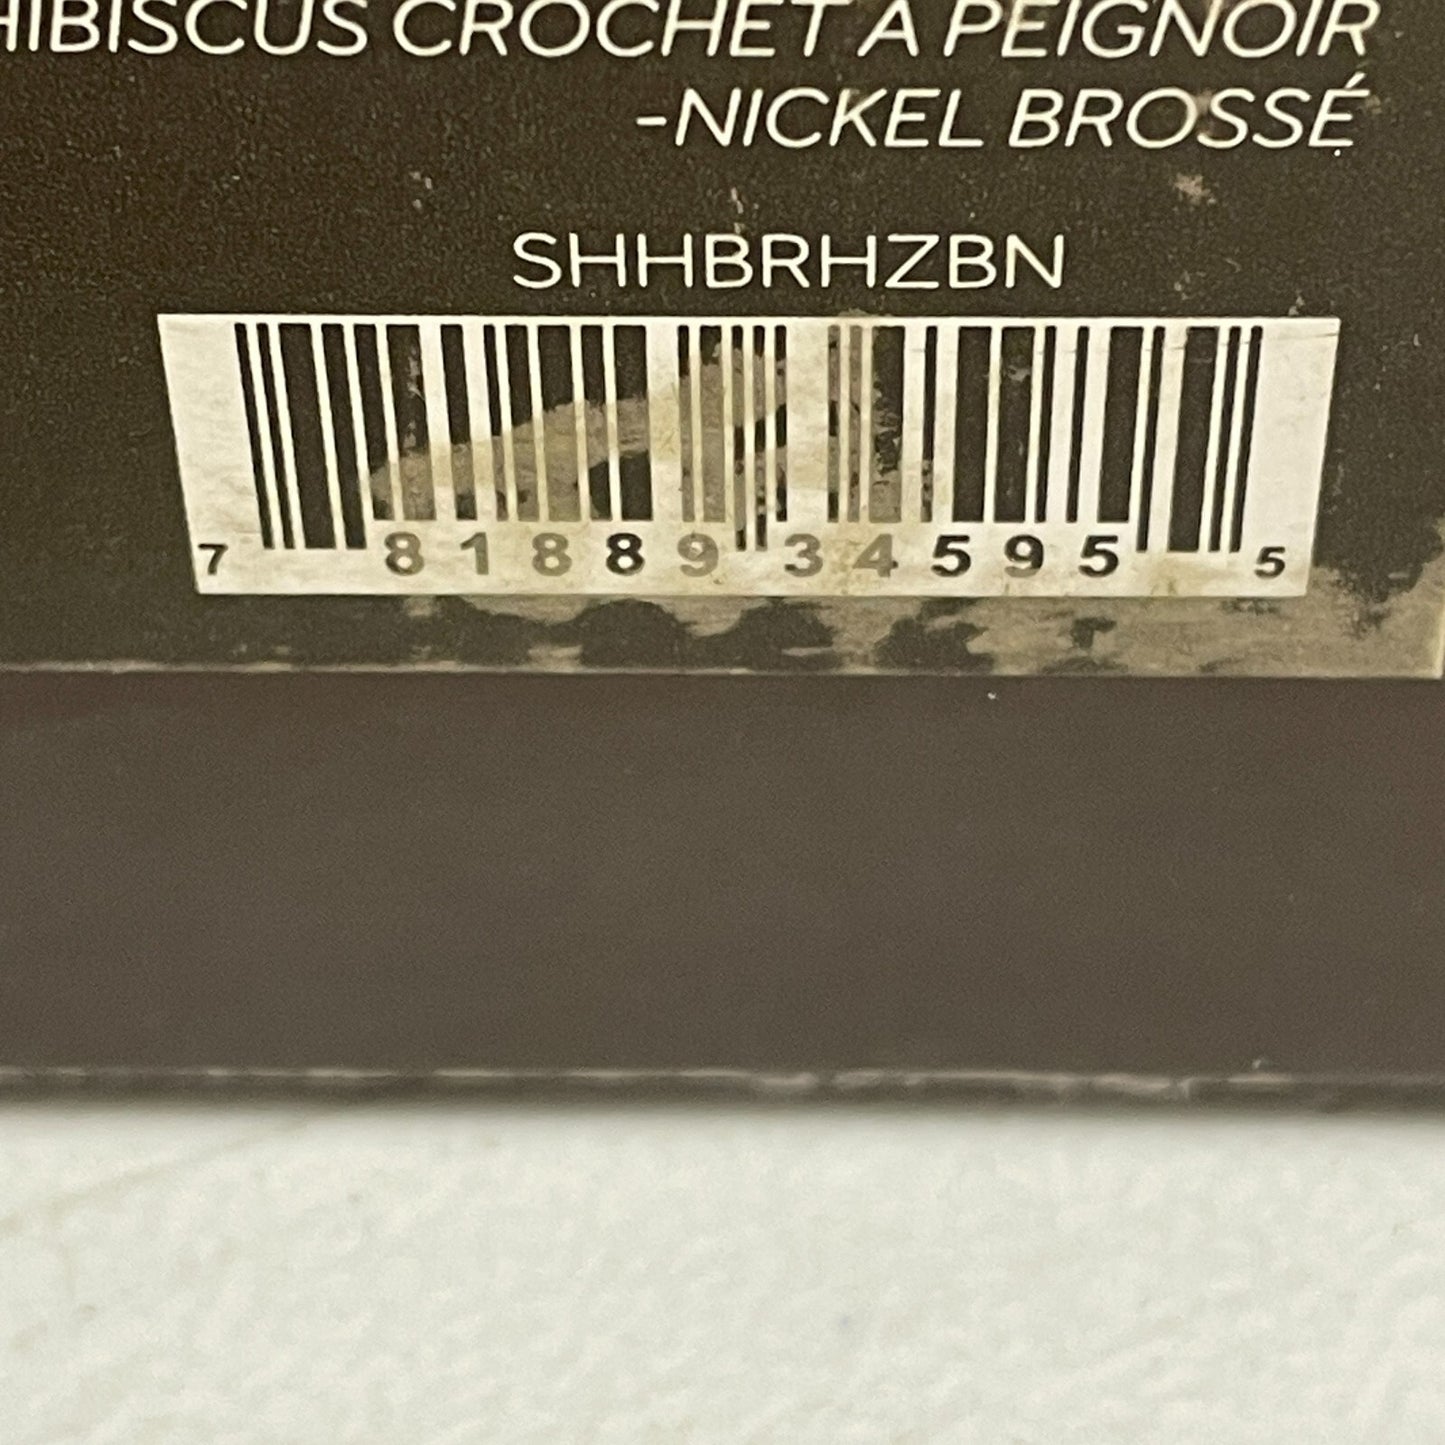 HIBISCUS CROCHET A PEIGNOIR
-NICKEL BROSSÉ
SHHBRHZBN
7 81889 34595 5